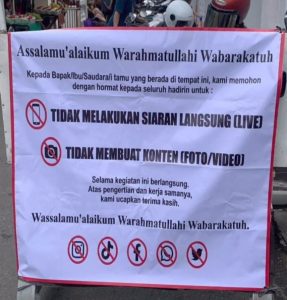 Assalamu'alaikum Warahmatullahi Wabarakatuh
Kepada Bapak/Ibu/Saudara/i tamu yang berada di tempat ini, kami memohon
dengan hormat kepada seluruh hadirin untuk :
TIDAK MELAKUKAN SIARAN LANGSUNG (LIVE)
TIDAK MEMBUAT KONTEN (FOTO/VIDEO)
Selama kegiatan ini berlangsung.
Atas pengertian dan kerja samanya,
kami ucapkan terima kasih.
Wassalamu'alaikum Warahmatullahi Wabarakatuh.